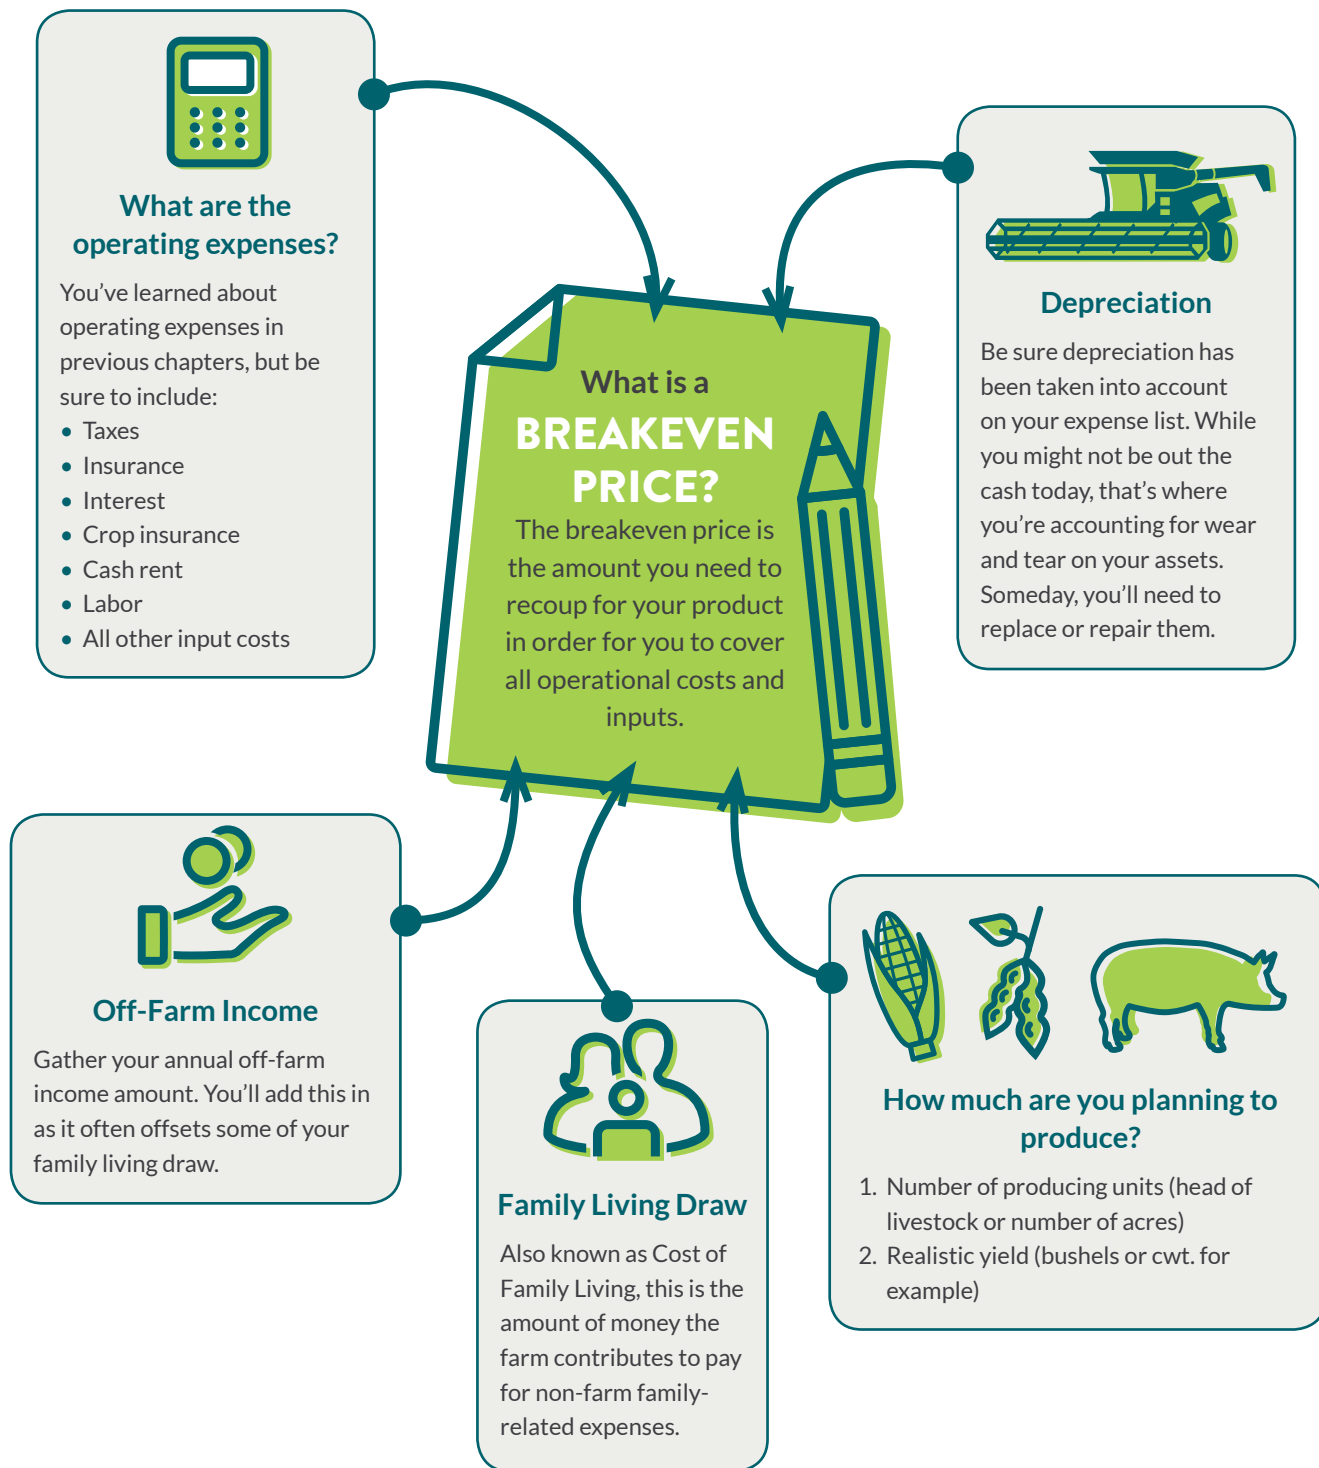 What are the
operating expenses?
You’ve learned about
operating expenses in
previous chapters, but be
sure to include:
• Taxes
• Insurance
• Interest
• Crop insurance
• Cash rent
• Labor
• All other input costs
What is a
BREAKEVEN
PRICE?
The breakeven price is
the amount you need to
recoup for your product
in order for you to cover
all operational costs and
inputs.
Depreciation
Be sure depreciation has
been taken into account
on your expense list. While
you might not be out the
cash today, that’s where
you’re accounting for wear
and tear on your assets.
Someday, you’ll need to
replace or repair them.
Off-Farm Income
Gather your annual off-farm
income amount. You’ll add this in
as it often offsets some of your
family living draw.
Family Living Draw
Also known as Cost of
Family Living, this is the
amount of money the
farm contributes to pay
for non-farm family-
related expenses.
How much are you planning to
produce?
1. Number of producing units (head of
livestock or number of acres)
2. Realistic yield (bushels or cwt. for
example)